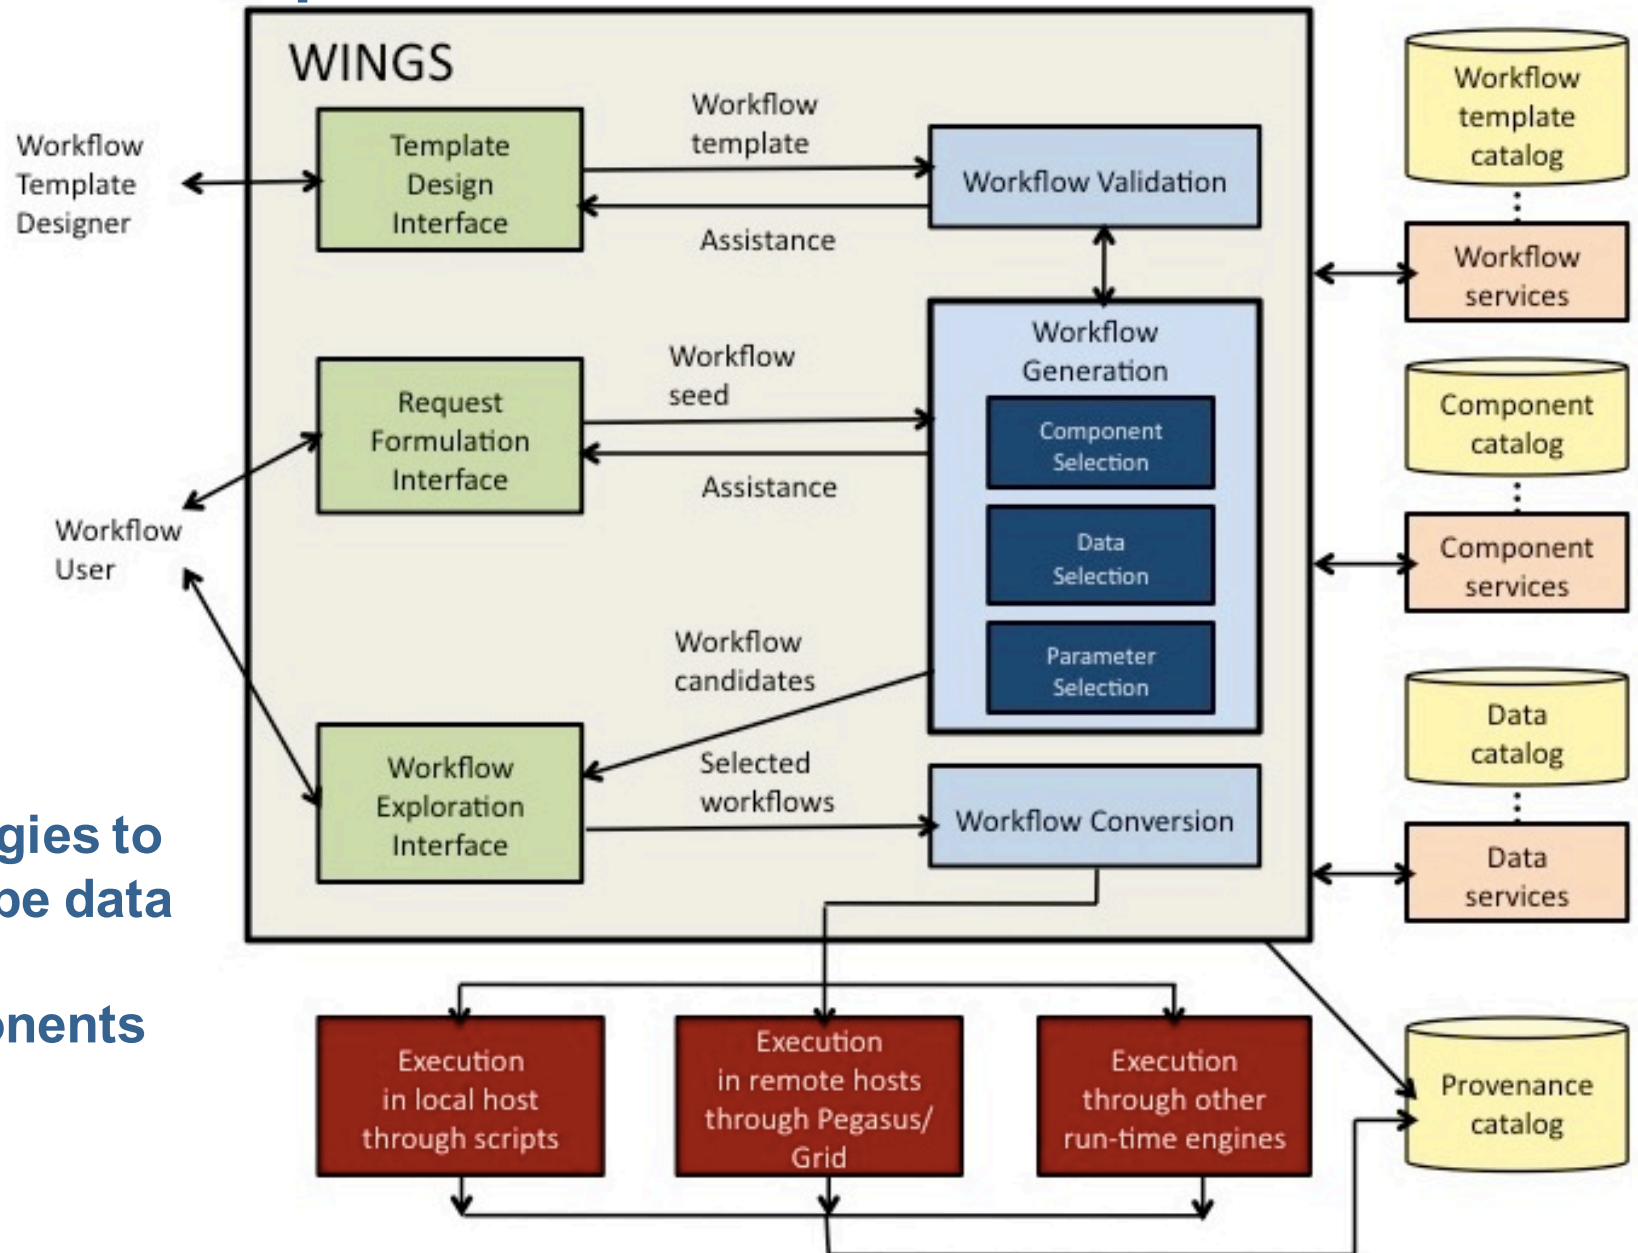 WINGS
Workflow
Template
Designer
Template
Design
Interface
Workflow
template
Assistance
Workflow Validation
Workflow
template
catalog
Workflow
services
Request
Formulation
Interface
Workflow
seed
Assistance
Workflow
Generation
Component
Selection
Data
Selection
Parameter
Selection
Component
catalog
Component
services
Workflow
User
Workflow
candidates
Workflow
Exploration
Interface
Selected
workflows
Workflow Conversion
Data
catalog
Data
services
gies to
be data
onents
Execution
in local host
through scripts
Execution
in remote hosts
through Pegasus/
Grid
Execution
through other
run-time engines
Provenance
catalog